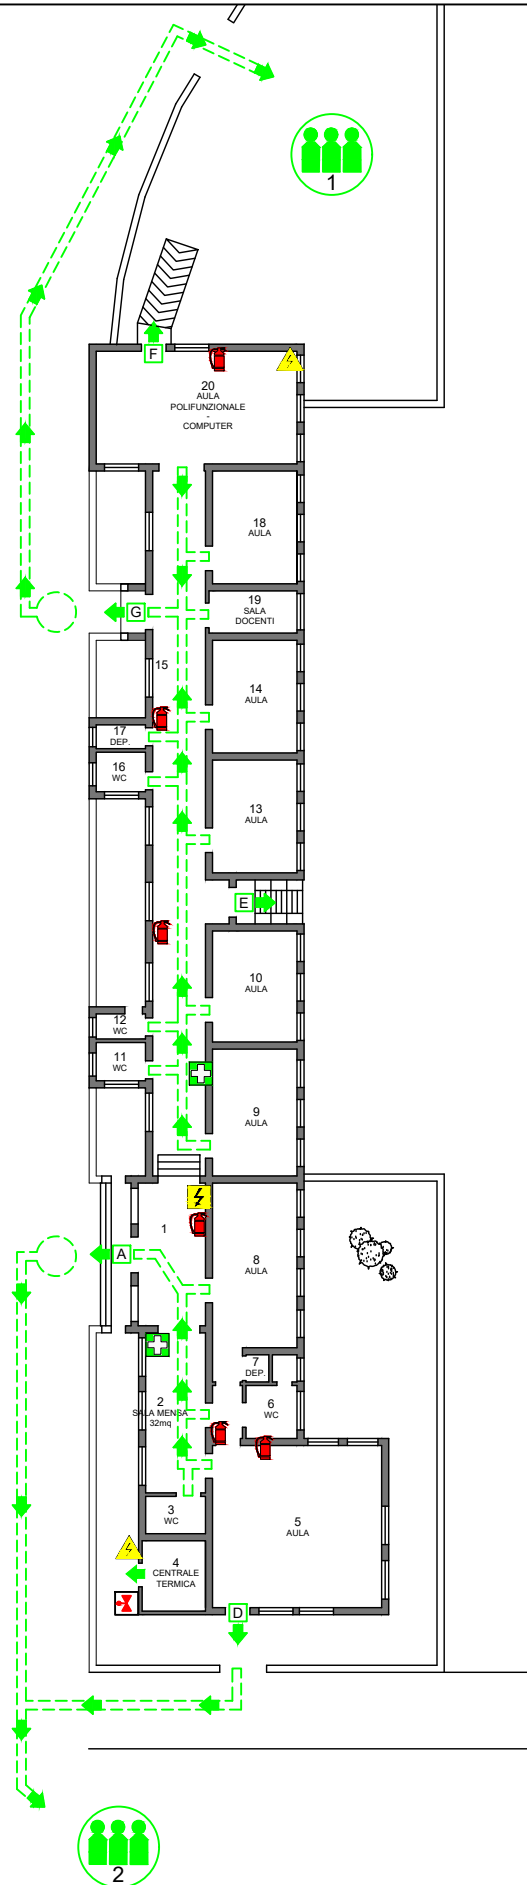 1
F
20
AULA
POLIFUNZIONALE
-
COMPUTER
18
AULA
19
SALA
DOCENTI
G
15
14
AULA
17
DEP.
16
WC
13
AULA
E
10
AULA
12
WC
11
WC
9
AULA
1
A
8
AULA
7
DEP.
2
SALA MENSA
32mq
6
WC
3
WC
5
AULA
4
CENTRALE
TERMICA
D
2